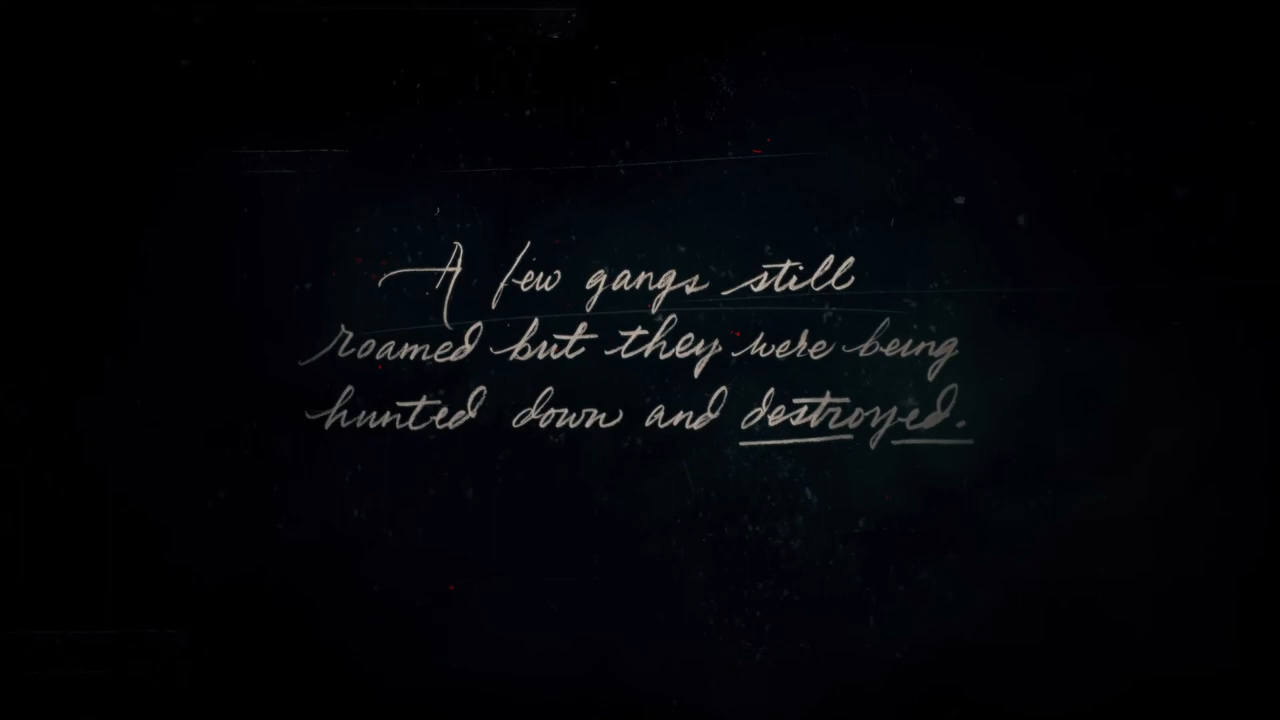 A few gangs still
roamed but they were being
hunted down and destroyed.